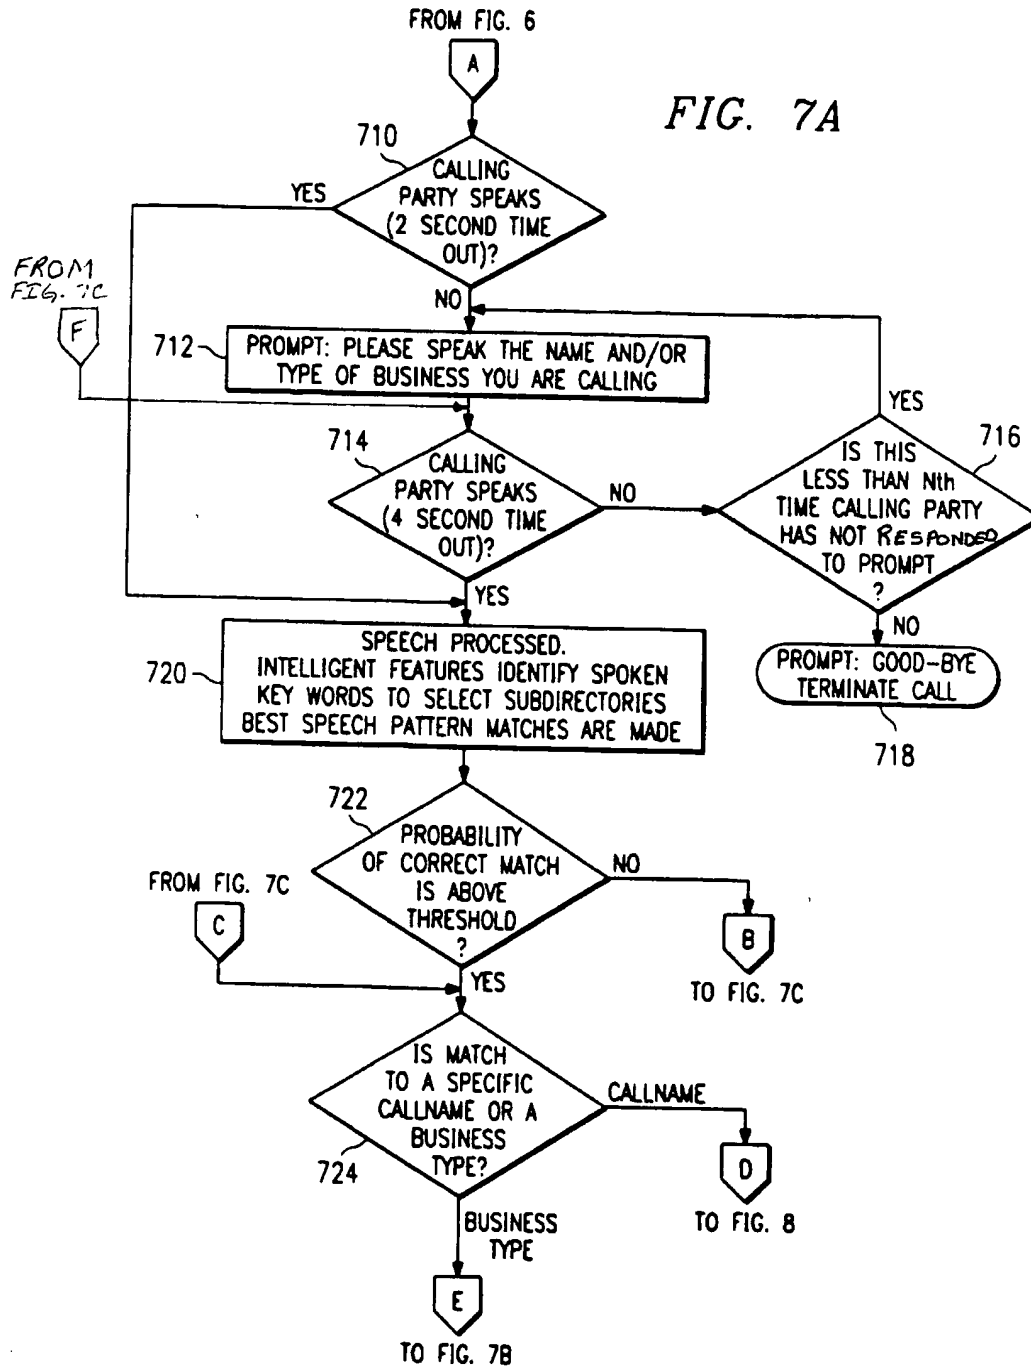 FROM FIG. 6
A
FIG. 7A
710
CALLING
PARTY SPEAKS
(2 SECOND TIME
OUT)?
YES
NO
FROM
FIG. 7C
F
712
PROMPT: PLEASE SPEAK THE NAME AND/OR
TYPE OF BUSINESS YOU ARE CALLING
714
CALLING
PARTY SPEAKS
(4 SECOND TIME
OUT)?
NO
YES
YES
716
IS THIS
LESS THAN Nth
TIME CALLING PARTY
HAS NOT RESPONDED
TO PROMPT
?
NO
PROMPT: GOOD-BYE
TERMINATE CALL
718
720
SPEECH PROCESSED.
INTELLIGENT FEATURES IDENTIFY SPOKEN
KEY WORDS TO SELECT SUBDIRECTORIES
BEST SPEECH PATTERN MATCHES ARE MADE
722
PROBABILITY
OF CORRECT MATCH
IS ABOVE
THRESHOLD
?
NO
B
TO FIG. 7C
FROM FIG. 7C
C
YES
IS MATCH
TO A SPECIFIC
CALLNAME OR A
BUSINESS
TYPE?
724
CALLNAME
D
TO FIG. 8
BUSINESS
TYPE
E
TO FIG. 7B